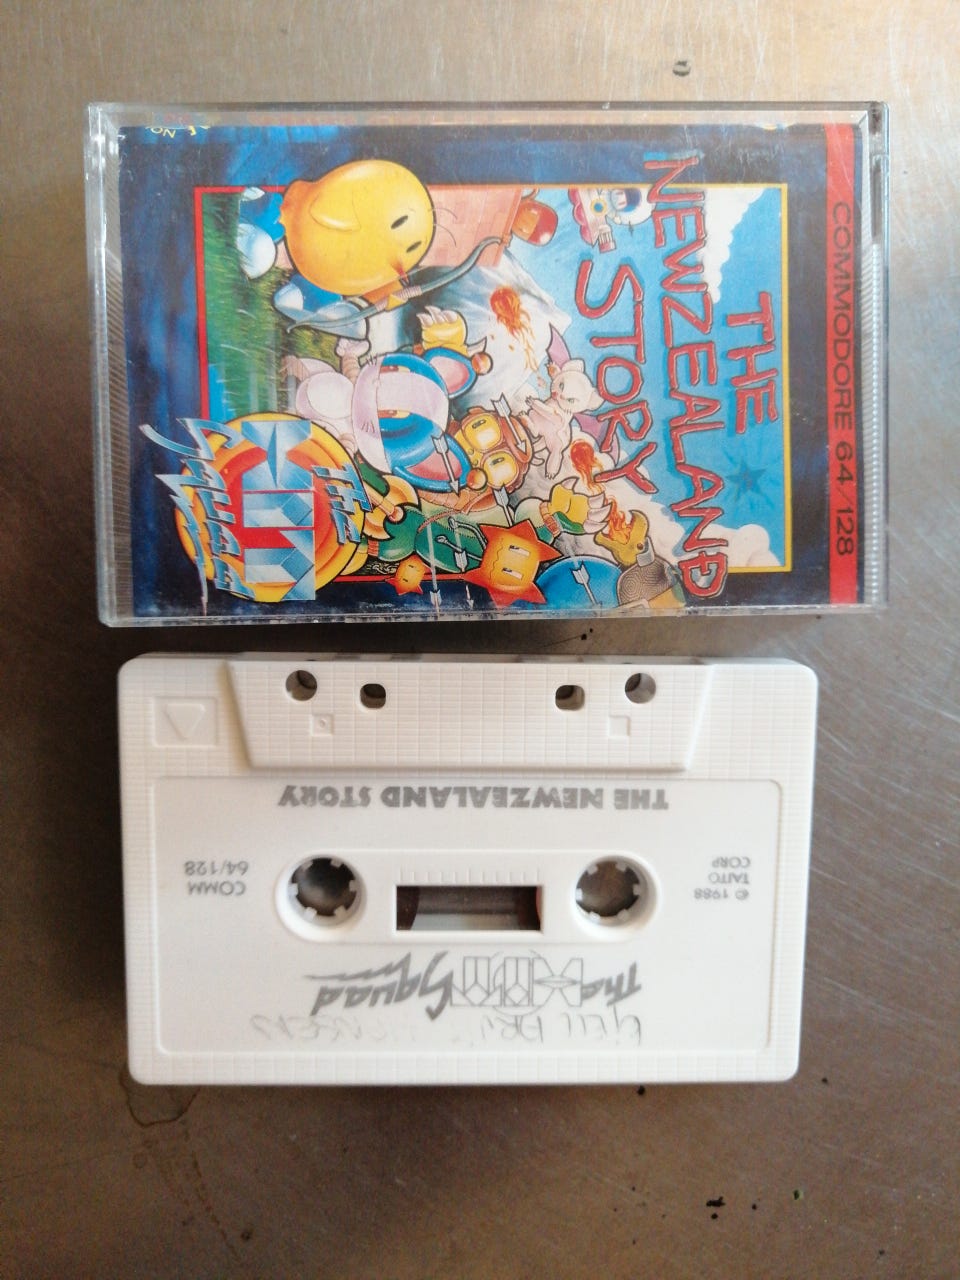 COMMODORE 64/128
THE
NEWZEALAND
STORY
The
HIT
Squad
The HIT Squad
COMM
64/128
© 1988
TAITO
CORP
THE NEWZEALAND STORY